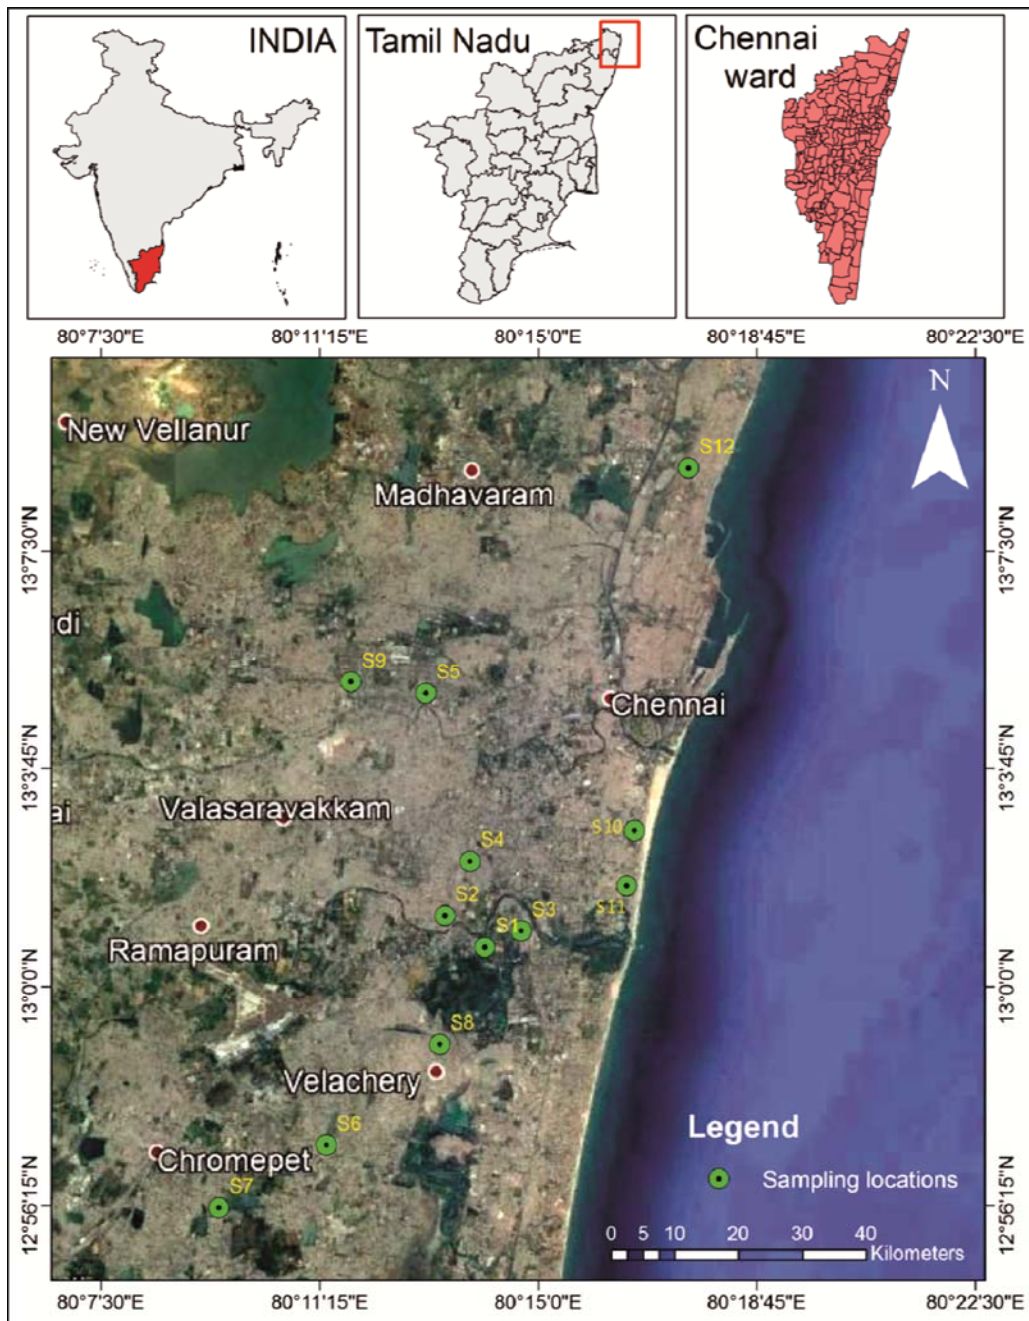 INDIA
Tamil Nadu
Chennai
ward
80°7'30"E
80°11'15"E
80°15'0"E
80°18'45"E
80°22'30"E
N
New Vellanur
S12
Madhavaram
13°7'30"N
13°7'30"N
di
S9
S5
Chennai
13°3'45"N
13°3'45"N
ai
Valasaravakkam
S10
S4
S11
S2
S3
S1
Ramapuram
13°0'0"N
13°0'0"N
S8
Velachery
Legend
S6
Chromepet
Sampling locations
S7
12°56'15"N
12°56'15"N
0 5 10 20 30 40
Kilometers
80°7'30"E
80°11'15"E
80°15'0"E
80°18'45"E
80°22'30"E